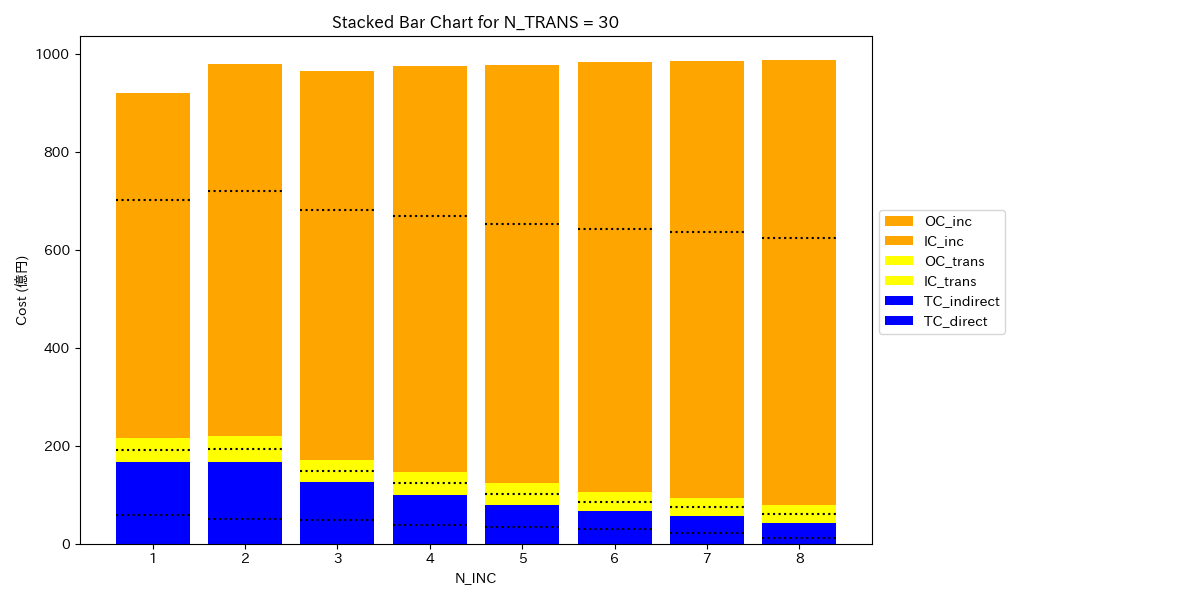 Stacked Bar Chart for N_TRANS = 30
Cost (億円)
1000
800
600
400
200
0
1 2 3 4 5 6 7 8
N_INC
OC_inc
IC_inc
OC_trans
IC_trans
TC_indirect
TC_direct